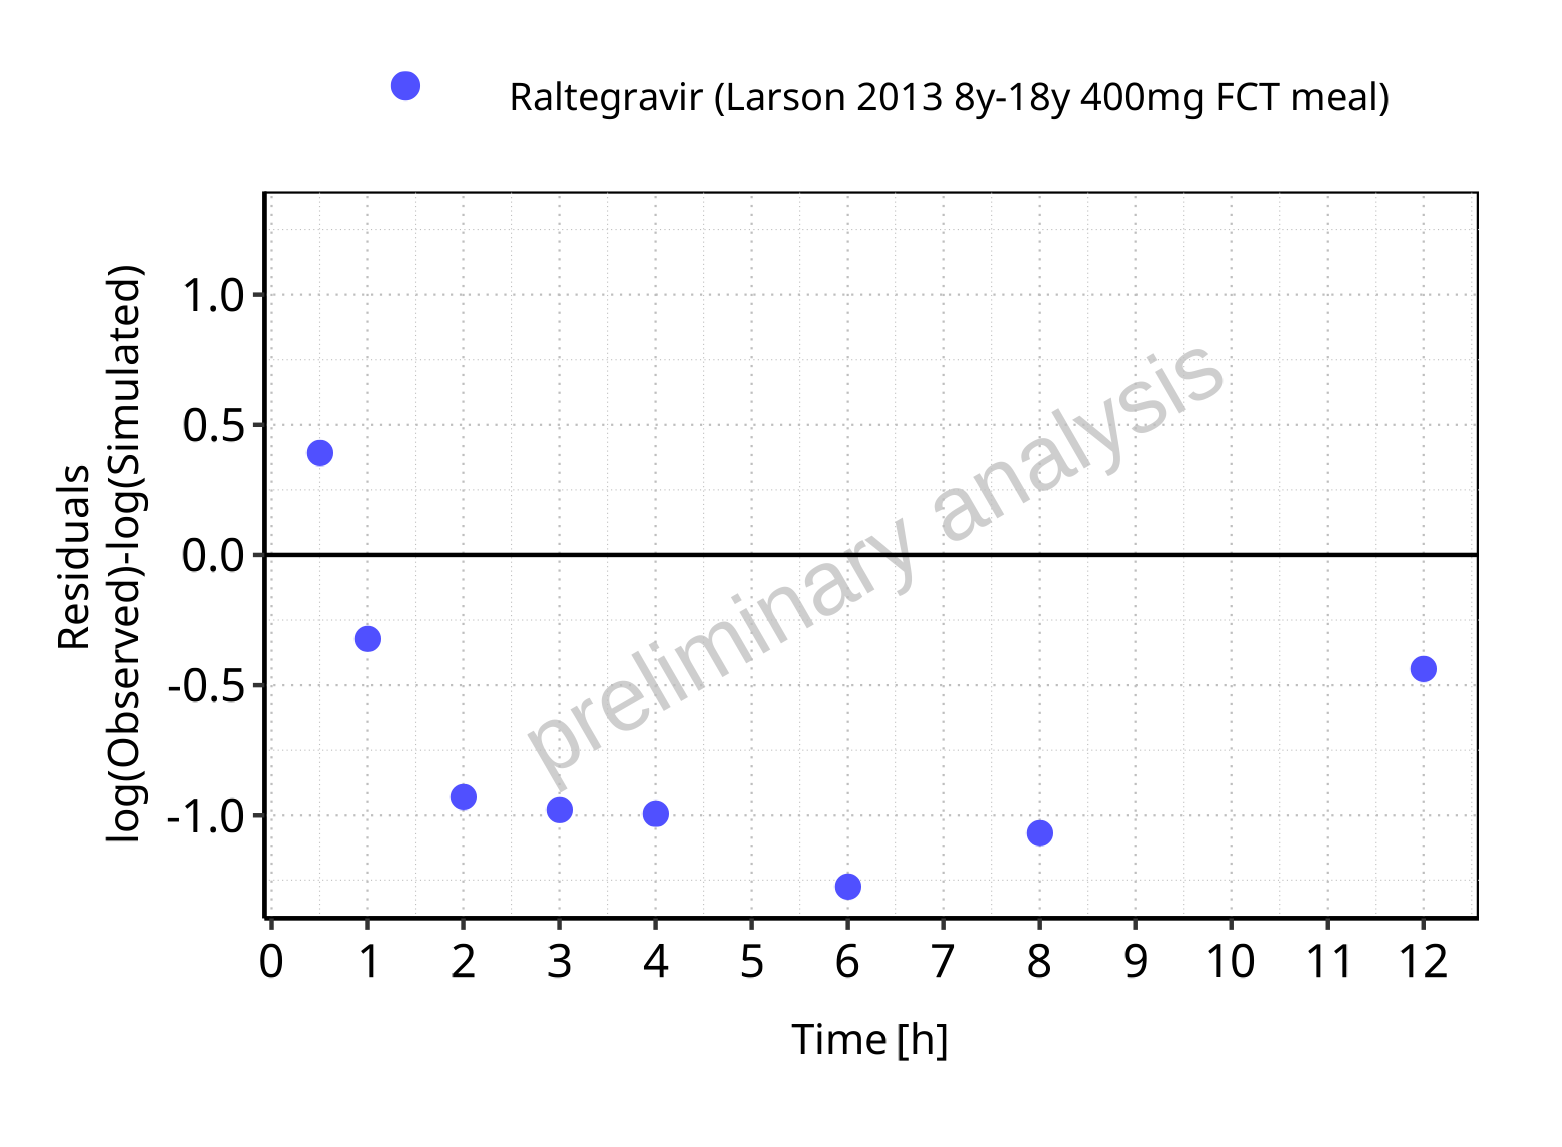 Raltegravir (Larson 2013 8y-18y 400mg FCT meal)
Residuals
log(Observed)-log(Simulated)
1.0
0.5
0.0
-0.5
-1.0
preliminary analysis
0 1 2 3 4 5 6 7 8 9 10 11 12
Time [h]